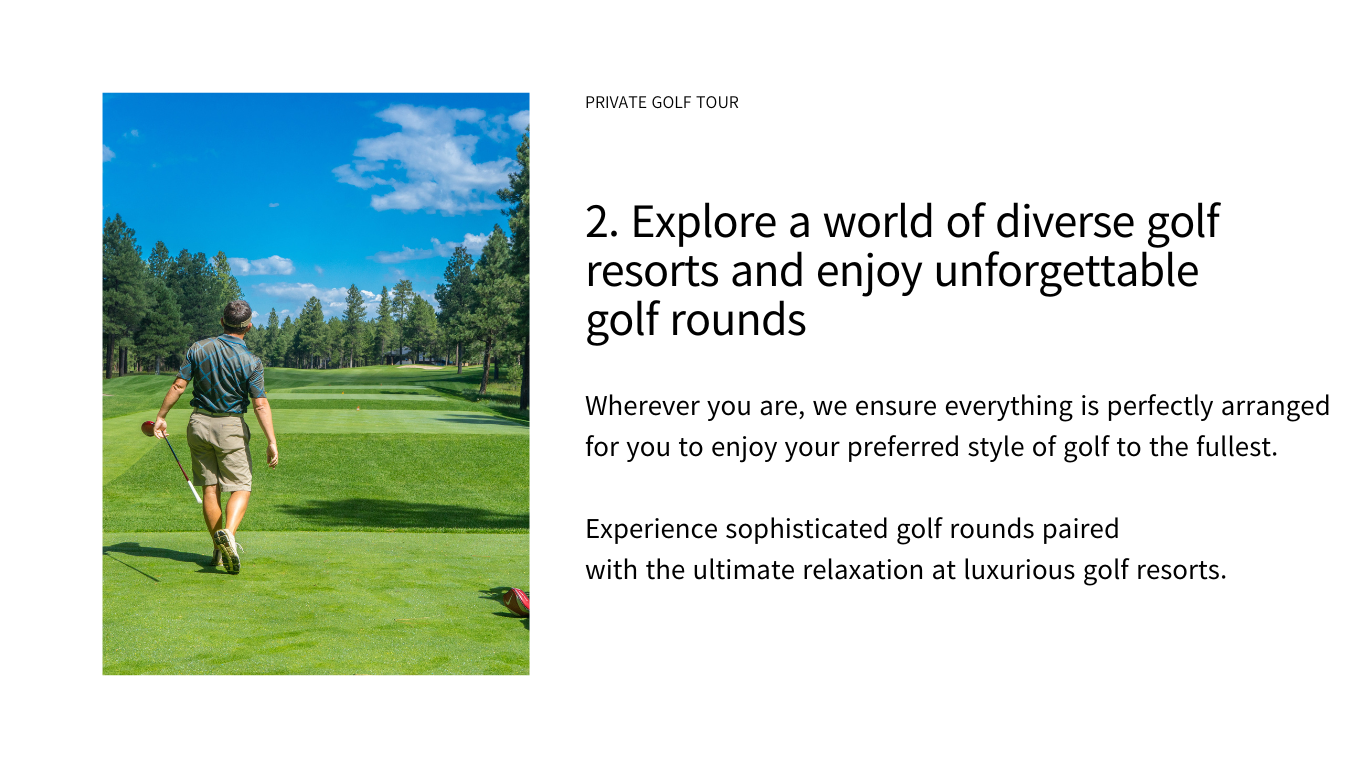 PRIVATE GOLF TOUR
2. Explore a world of diverse golf
resorts and enjoy unforgettable
golf rounds
Wherever you are, we ensure everything is perfectly arranged
for you to enjoy your preferred style of golf to the fullest.
Experience sophisticated golf rounds paired
with the ultimate relaxation at luxurious golf resorts.